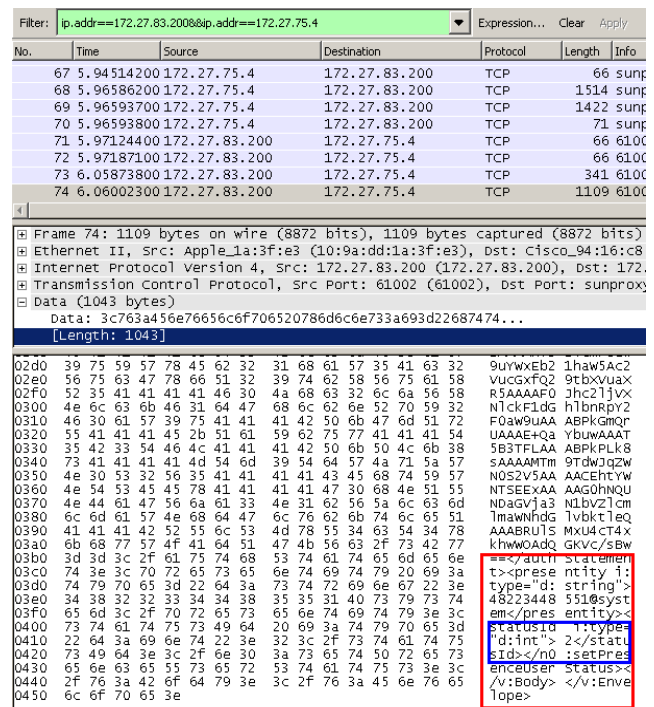 Filter: ip.addr==172.27.83.200&&ip.addr==172.27.75.4 Expression... Clear Apply
No. Time Source Destination Protocol Length Info
67 5.94514200 172.27.75.4 172.27.83.200 TCP 66 sunp
68 5.96586200 172.27.75.4 172.27.83.200 TCP 1514 sunp
69 5.96593700 172.27.75.4 172.27.83.200 TCP 1422 sunp
70 5.96593800 172.27.75.4 172.27.83.200 TCP 71 sunp
71 5.97124400 172.27.83.200 172.27.75.4 TCP 66 6100
72 5.97187100 172.27.83.200 172.27.75.4 TCP 66 6100
73 6.05873800 172.27.83.200 172.27.75.4 TCP 341 6100
74 6.06002300 172.27.83.200 172.27.75.4 TCP 1109 6100
Frame 74: 1109 bytes on wire (8872 bits), 1109 bytes captured (8872 bits)
Ethernet II, Src: Apple_1a:3f:e3 (10:9a:dd:1a:3f:e3), Dst: Cisco_94:16:c8
Internet Protocol Version 4, Src: 172.27.83.200 (172.27.83.200), Dst: 172.
Transmission Control Protocol, Src Port: 61002 (61002), Dst Port: sunproxy
Data (1043 bytes)
Data: 3c763a456e76656c6f706520786d6c6e733a693d22687474...
[Length: 1043]
02d0 39 75 59 57 78 45 62 32 31 68 61 57 35 41 63 32 9uYWxEb2 1haW5Ac2
02e0 56 75 63 47 78 66 51 32 39 74 62 58 56 75 61 58 VucGxfQ2 9tbXVuaX
02f0 52 35 41 41 41 41 46 30 4a 68 63 32 6c 6a 56 58 R5AAAAF0 Jhc2ljVX
0300 4e 6c 63 6b 46 31 64 47 68 6c 62 6e 52 70 59 32 NlckF1dG hlbnRpY2
0310 46 30 61 57 39 75 41 41 41 42 50 6b 47 6d 51 72 F0aW9uAA ABPkGmQr
0320 55 41 41 41 45 2b 51 61 59 62 75 77 41 41 41 54 UAAAE+Qa YbuwAAAT
0330 35 42 33 54 46 4c 41 41 41 42 50 6b 50 4c 6b 38 5B3TFLAA ABPkPLk8
0340 73 41 41 41 41 4d 54 6d 39 54 64 57 4a 71 5a 57 sAAAAMTm 9TdWJqZW
0350 4e 30 53 32 56 35 41 41 41 41 43 45 68 74 59 57 N0S2V5AA AACEhtYW
0360 4e 54 53 45 45 78 41 41 41 41 47 30 68 4e 51 55 NTSEExAA AAG0hNQU
0370 4e 44 61 47 56 6a 61 33 4e 31 62 56 5a 6c 63 6d NDaGVja3 N1bVZlcm
0380 6c 6d 61 57 4e 68 64 47 6c 76 62 6b 74 6c 65 51 lmaWNhdG lvbktleQ
0390 41 41 41 42 52 55 6c 53 4d 78 55 34 63 54 34 78 AAABRUlS MxU4cT4x
03a0 6b 68 77 57 4f 41 64 51 47 4b 56 63 2f 73 42 77 khwWOAdQ GKVc/sBw
03b0 3d 3d 3c 2f 61 75 74 68 53 74 61 74 65 6d 65 6e ==</auth Statemen
03c0 74 3e 3c 70 72 65 73 65 6e 74 69 74 79 20 69 3a t><prese ntity i:
03d0 74 79 70 65 3d 22 64 3a 73 74 72 69 6e 67 22 3e type="d: string">
03e0 34 38 32 32 33 34 34 38 35 35 31 40 73 79 73 74 48223448 551@syst
03f0 65 6d 3c 2f 70 72 65 73 65 6e 74 69 74 79 3e 3c em</pres entity><
0400 73 74 61 74 75 73 49 64 20 69 3a 74 79 70 65 3d statusId i:type=
0410 22 64 3a 69 6e 74 22 3e 32 3c 2f 73 74 61 74 75 "d:int"> 2</statu
0420 73 49 64 3e 3c 2f 6e 30 3a 73 65 74 50 72 65 73 sId></n0 :setPres
0430 65 6e 63 65 55 73 65 72 53 74 61 74 75 73 3e 3c enceUser Status><
0440 2f 76 3a 42 6f 64 79 3e 3c 2f 76 3a 45 6e 76 65 /v:Body> </v:Enve
0450 6c 6f 70 65 3e lope>